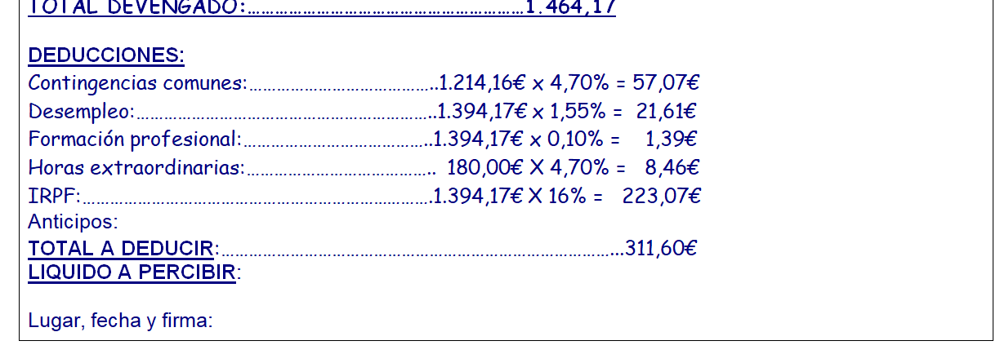 TOTAL DEVENGADO:……………………………………………………1.464,17
DEDUCCIONES:
Contingencias comunes:…………………………………..1.214,16€ x 4,70% = 57,07€
Desempleo:………………………………………………………..1.394,17€ x 1,55% = 21,61€
Formación profesional:…………………………………..1.394,17€ x 0,10% = 1,39€
Horas extraordinarias:………………………………….. 180,00€ X 4,70% = 8,46€
IRPF:…………………………………………………………………….1.394,17€ X 16% = 223,07€
Anticipos:
TOTAL A DEDUCIR:……………………………………………………………………………...311,60€
LIQUIDO A PERCIBIR:
Lugar, fecha y firma: